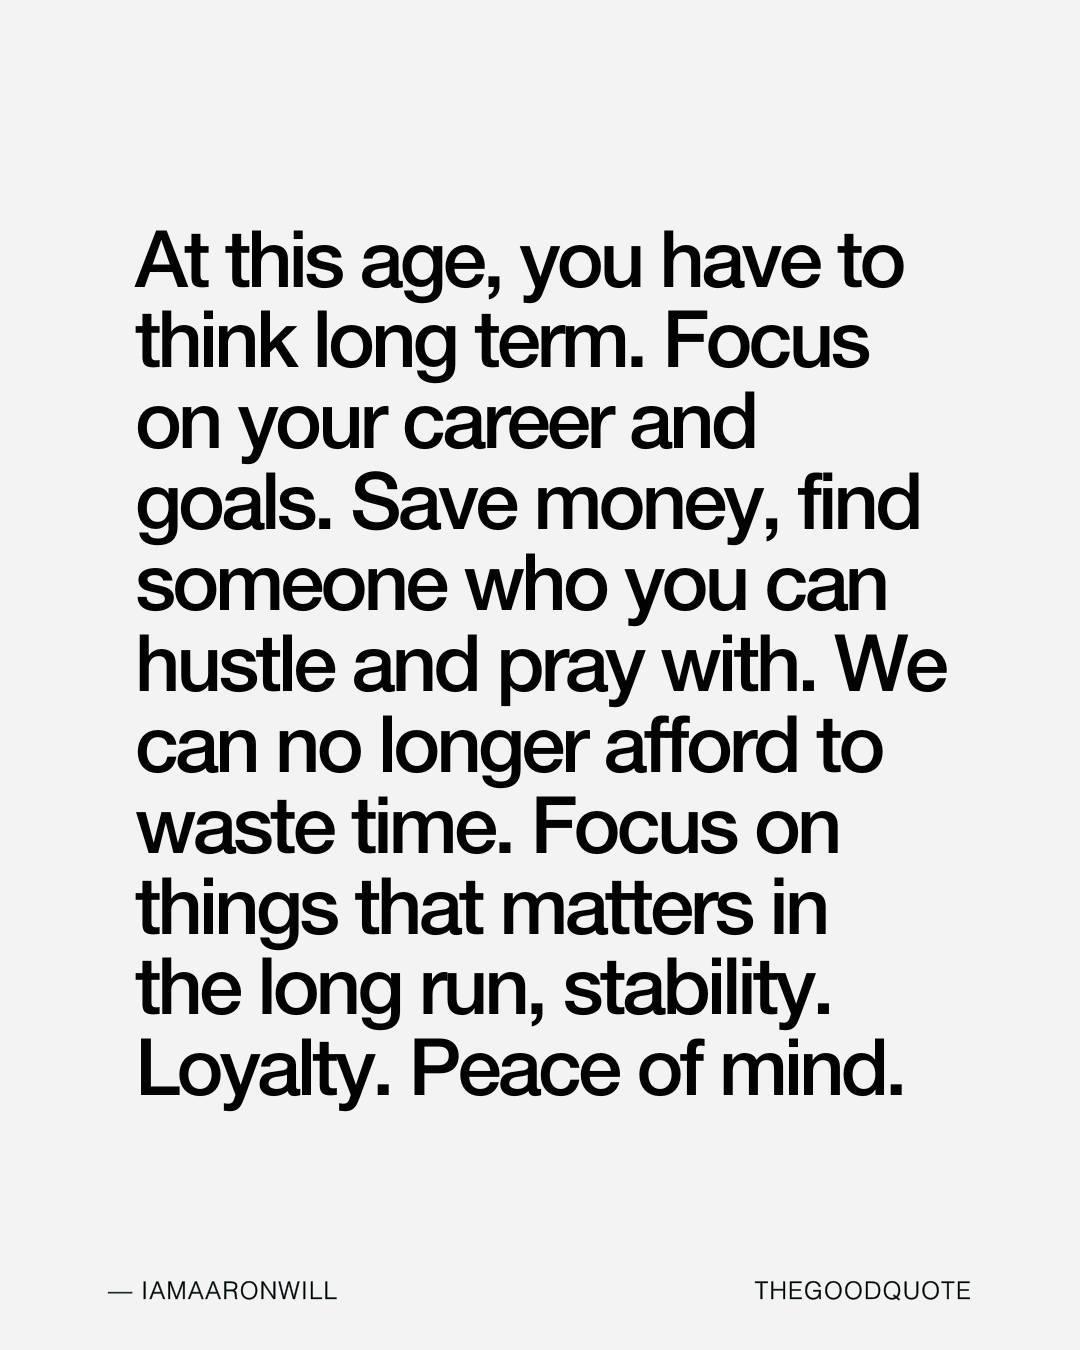 At this age, you have to
think long term. Focus
on your career and
goals. Save money, find
someone who you can
hustle and pray with. We
can no longer afford to
waste time. Focus on
things that matters in
the long run, stability.
Loyalty. Peace of mind.
— IAMAARONWILL
THEGOODQUOTE